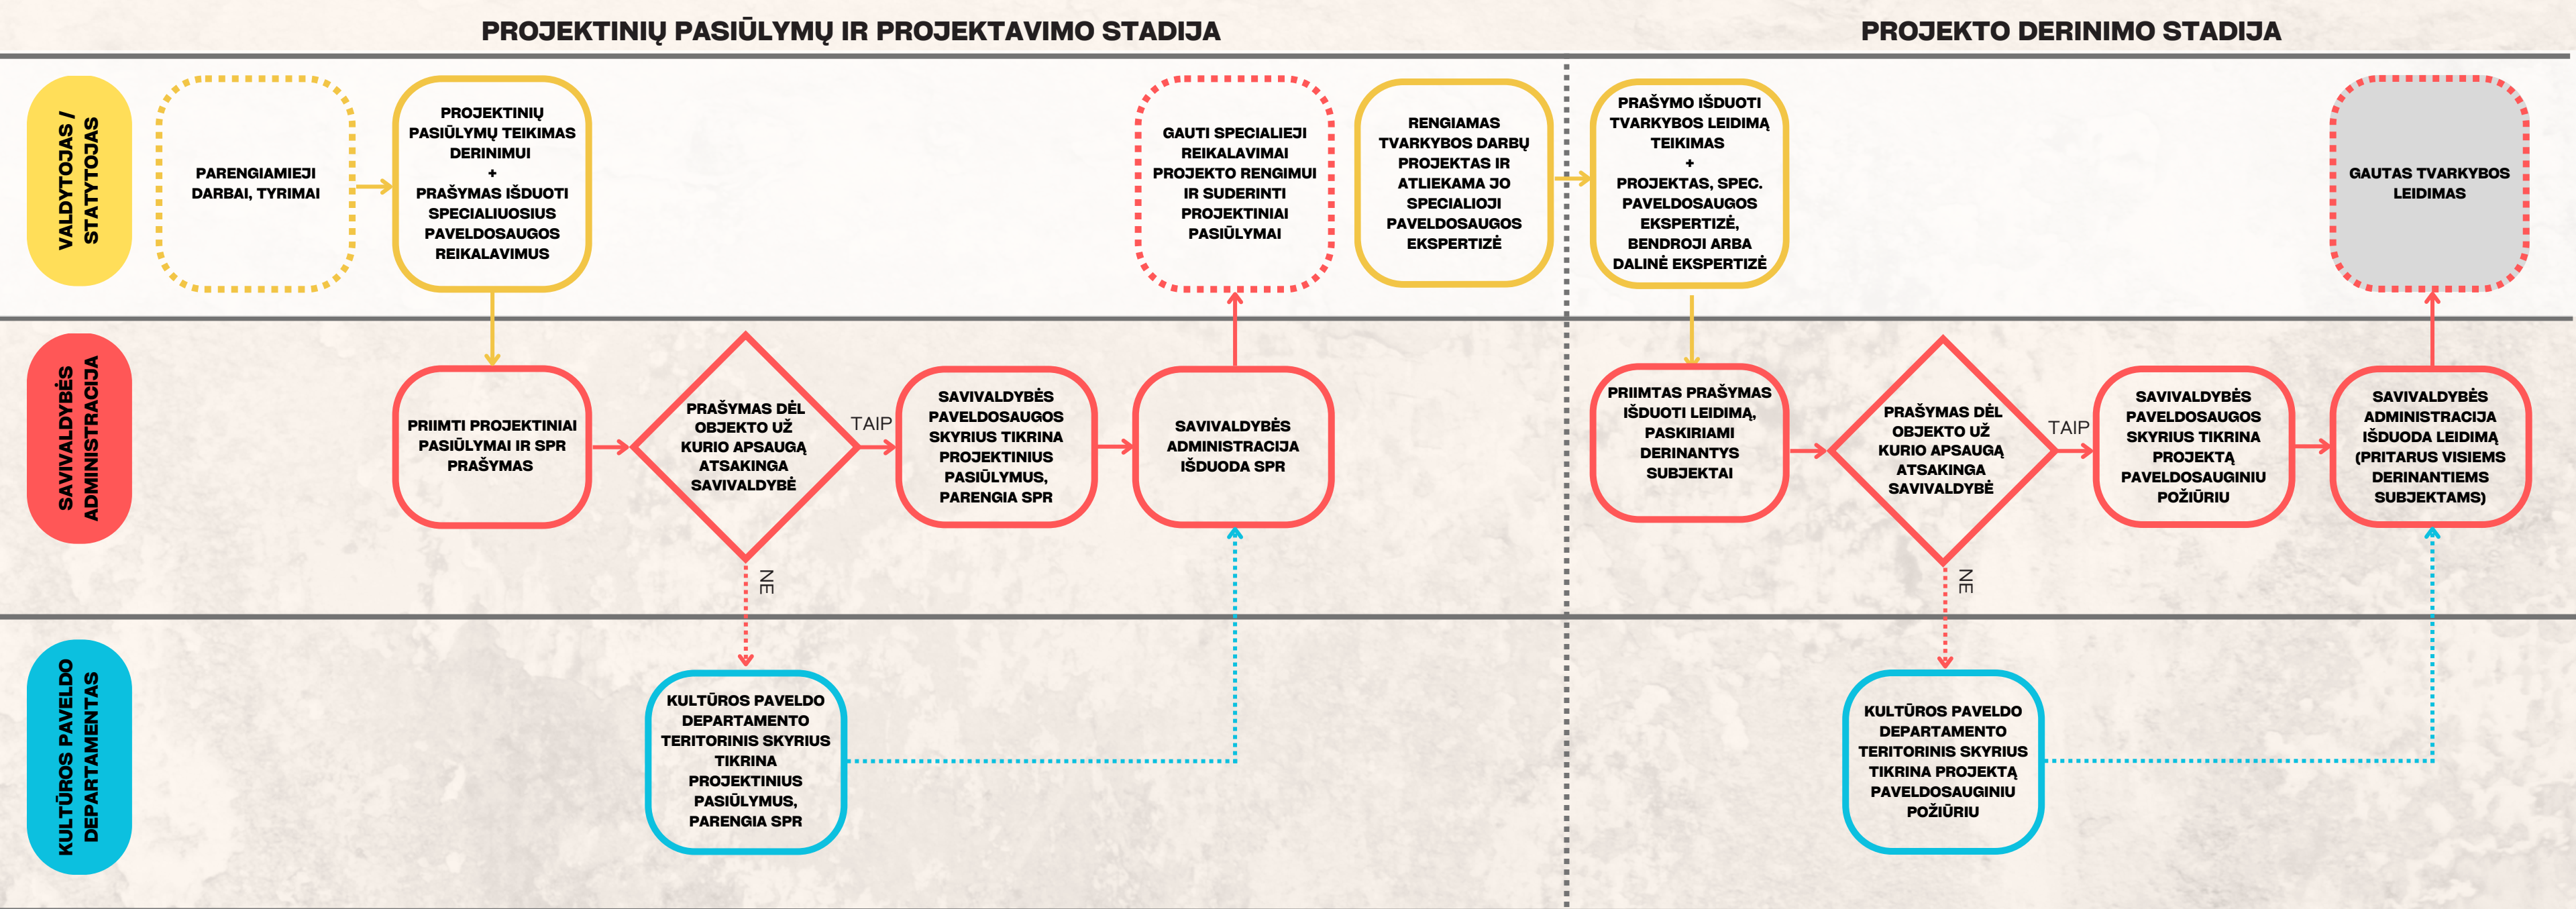 PROJEKTINIŲ PASIŪLYMŲ IR PROJEKTAVIMO STADIJA
PROJEKTO DERINIMO STADIJA
VALDYTOJAS /
STATYTOJAS
PARENGIAMIEJI
DARBAI, TYRIMAI
PROJEKTINIŲ
PASIŪLYMŲ TEIKIMAS
DERINIMUI
+
PRAŠYMAS IŠDUOTI
SPECIALIUOSIUS
PAVELDOSAUGOS
REIKALAVIMUS
GAUTI SPECIALIEJI
REIKALAVIMAI
PROJEKTO RENGIMUI
IR SUDERINTI
PROJEKTINIAI
PASIŪLYMAI
RENGIAMAS
TVARKYBOS DARBŲ
PROJEKTAS IR
ATLIEKAMA JO
SPECIALIOJI
PAVELDOSAUGOS
EKSPERTIZĖ
PRAŠYMO IŠDUOTI
TVARKYBOS LEIDIMĄ
TEIKIMAS
+
PROJEKTAS, SPEC.
PAVELDOSAUGOS
EKSPERTIZĖ,
BENDROJI ARBA
DALINĖ EKSPERTIZĖ
GAUTAS TVARKYBOS
LEIDIMAS
SAVIVALDYBĖS
ADMINISTRACIJA
PRIIMTI PROJEKTINIAI
PASIŪLYMAI IR SPR
PRAŠYMAS
PRAŠYMAS DĖL
OBJEKTO UŽ
KURIO APSAUGĄ
ATSAKINGA
SAVIVALDYBĖ
TAIP
NE
SAVIVALDYBĖS
PAVELDOSAUGOS
SKYRIUS TIKRINA
PROJEKTINIUS
PASIŪLYMUS,
PARENGIA SPR
SAVIVALDYBĖS
ADMINISTRACIJA
IŠDUODA SPR
PRIIMTAS PRAŠYMAS
IŠDUOTI LEIDIMĄ,
PASKIRIAMI
DERINANTYS
SUBJEKTAI
PRAŠYMAS DĖL
OBJEKTO UŽ
KURIO APSAUGĄ
ATSAKINGA
SAVIVALDYBĖ
TAIP
NE
SAVIVALDYBĖS
PAVELDOSAUGOS
SKYRIUS TIKRINA
PROJEKTĄ
PAVELDOSAUGINIU
POŽIŪRIU
SAVIVALDYBĖS
ADMINISTRACIJA
IŠDUODA LEIDIMĄ
(PRITARUS VISIEMS
DERINANTIEMS
SUBJEKTAMS)
KULTŪROS PAVELDO
DEPARTAMENTAS
KULTŪROS PAVELDO
DEPARTAMENTO
TERITORINIS SKYRIUS
TIKRINA
PROJEKTINIUS
PASIŪLYMUS,
PARENGIA SPR
KULTŪROS PAVELDO
DEPARTAMENTO
TERITORINIS SKYRIUS
TIKRINA PROJEKTĄ
PAVELDOSAUGINIU
POŽIŪRIU